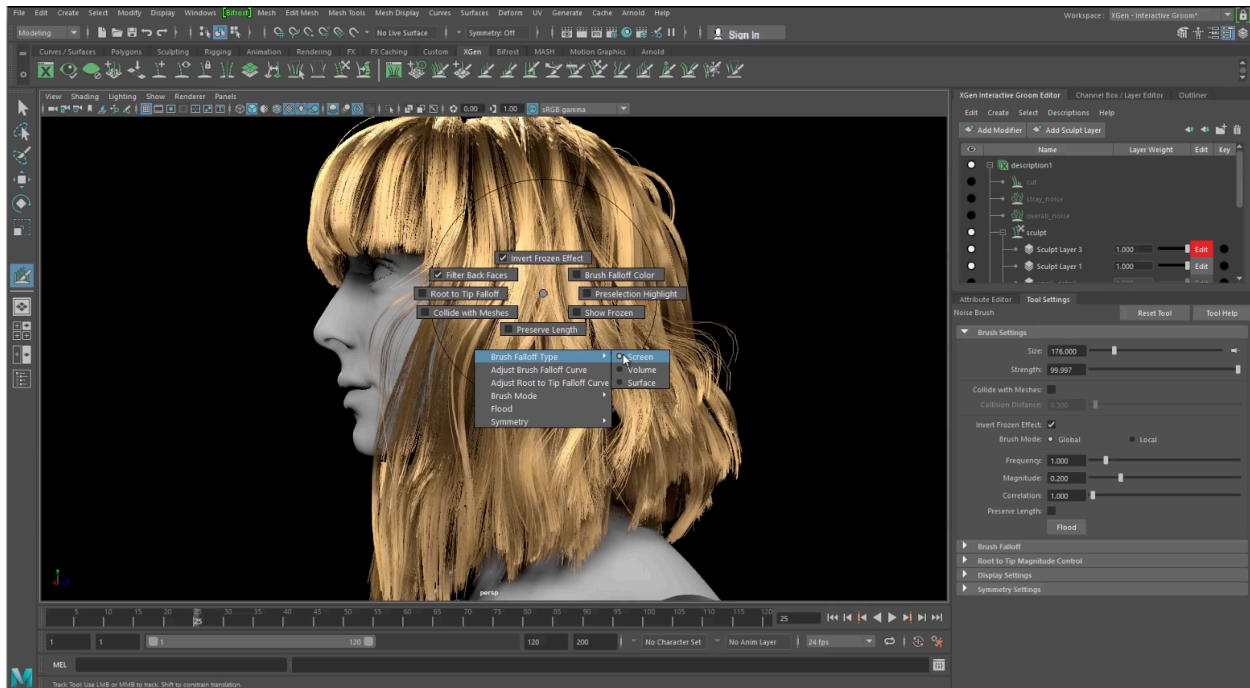 File Edit Create Select Modify Display Windows [Bifrost] Mesh Edit Mesh Mesh Tools Mesh Display Curves Surfaces Deform UV Generate Cache Arnold Help
Workspace: XGen - Interactive Groom*
Modeling
No Live Surface
Symmetry: Off
Sign In
Curves / Surfaces Polygons Sculpting Rigging Animation Rendering FX FX Caching Custom XGen Bifrost MASH Motion Graphics Arnold
View Shading Lighting Show Renderer Panels
0.00 1.00 sRGB gamma
Invert Frozen Effect
Filter Back Faces
Brush Falloff Color
Root to Tip Falloff
Preselection Highlight
Collide with Meshes
Show Frozen
Preserve Length
Brush Falloff Type
Screen
Adjust Brush Falloff Curve
Volume
Adjust Root to Tip Falloff Curve
Surface
Brush Mode
Flood
Symmetry
persp
XGen Interactive Groom Editor Channel Box / Layer Editor Outliner
Edit Create Select Descriptions Help
Add Modifier Add Sculpt Layer
Name Layer Weight Edit Key
description1
cut
stray_noise
overall_noise
sculpt
Sculpt Layer 3 1.000 Edit
Sculpt Layer 1 1.000 Edit
Attribute Editor Tool Settings
Noise Brush Reset Tool Tool Help
Brush Settings
Size: 176.000
Strength: 99.997
Collide with Meshes:
Collision Distance: 0.300
Invert Frozen Effect:
Brush Mode: Global Local
Frequency: 1.000
Magnitude: 0.200
Correlation: 1.000
Preserve Length:
Flood
Brush Falloff
Root to Tip Magnitude Control
Display Settings
Symmetry Settings
5 10 15 20 25 30 35 40 45 50 55 60 65 70 75 80 85 90 95 100 105 110 115 120
25
25
1 1 1 120 120 200 No Character Set No Anim Layer 24 fps
MEL
Track Tool: Use LMB or MMB to track. Shift to constrain translation.